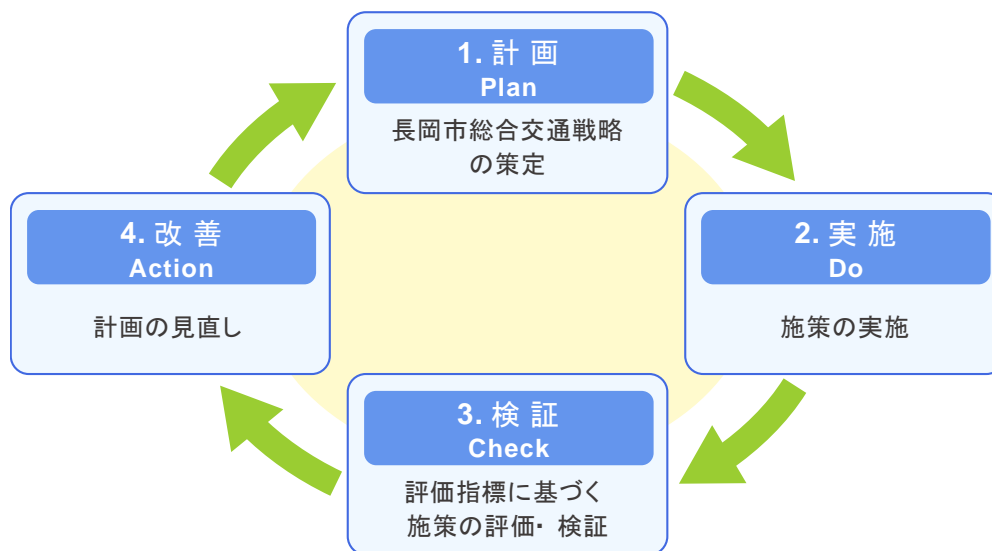 1. 計 画
Plan
長岡市総合交通戦略
の策定
2. 実 施
Do
施策の実施
3. 検 証
Check
評価指標に基づく
施策の評価・ 検証
4. 改 善
Action
計画の見直し